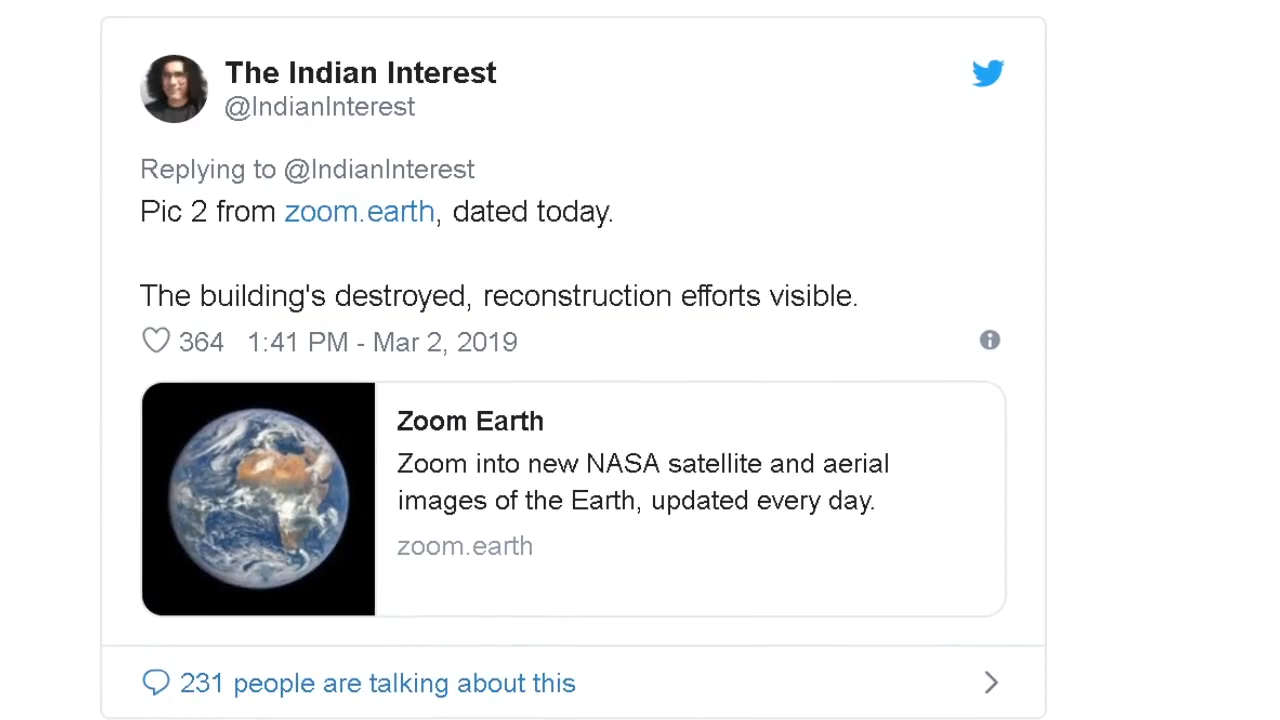 The Indian Interest
@IndianInterest
Replying to @IndianInterest
Pic 2 from zoom.earth, dated today.
The building's destroyed, reconstruction efforts visible.
364 1:41 PM - Mar 2, 2019
Zoom Earth
Zoom into new NASA satellite and aerial
images of the Earth, updated every day.
zoom.earth
231 people are talking about this